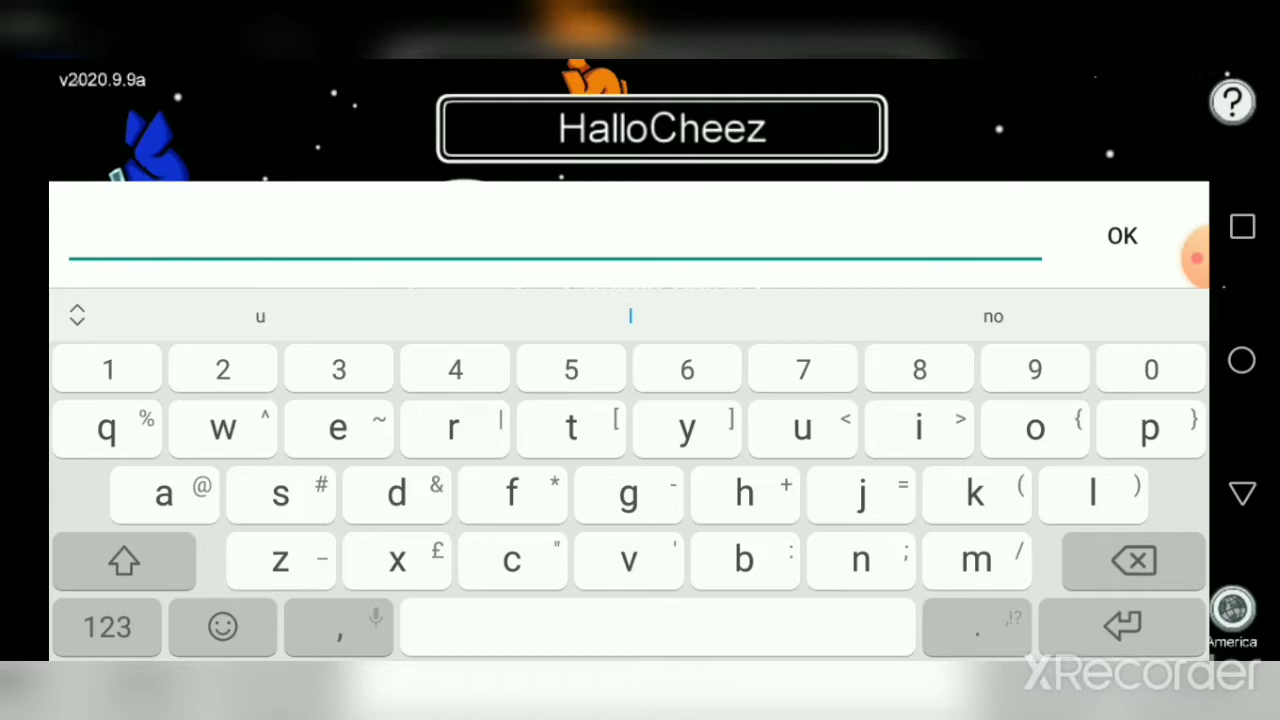 v2020.9.9a
HalloCheez
?
OK
u I no
1 2 3 4 5 6 7 8 9 0
q % w ^ e ~ r | t [ y ] u < i > o { p }
a @ s # d & f * g - h + j = k ( l )
z _ x £ c " v ' b : n ; m /
123 , . ,!?
America
XRecorder